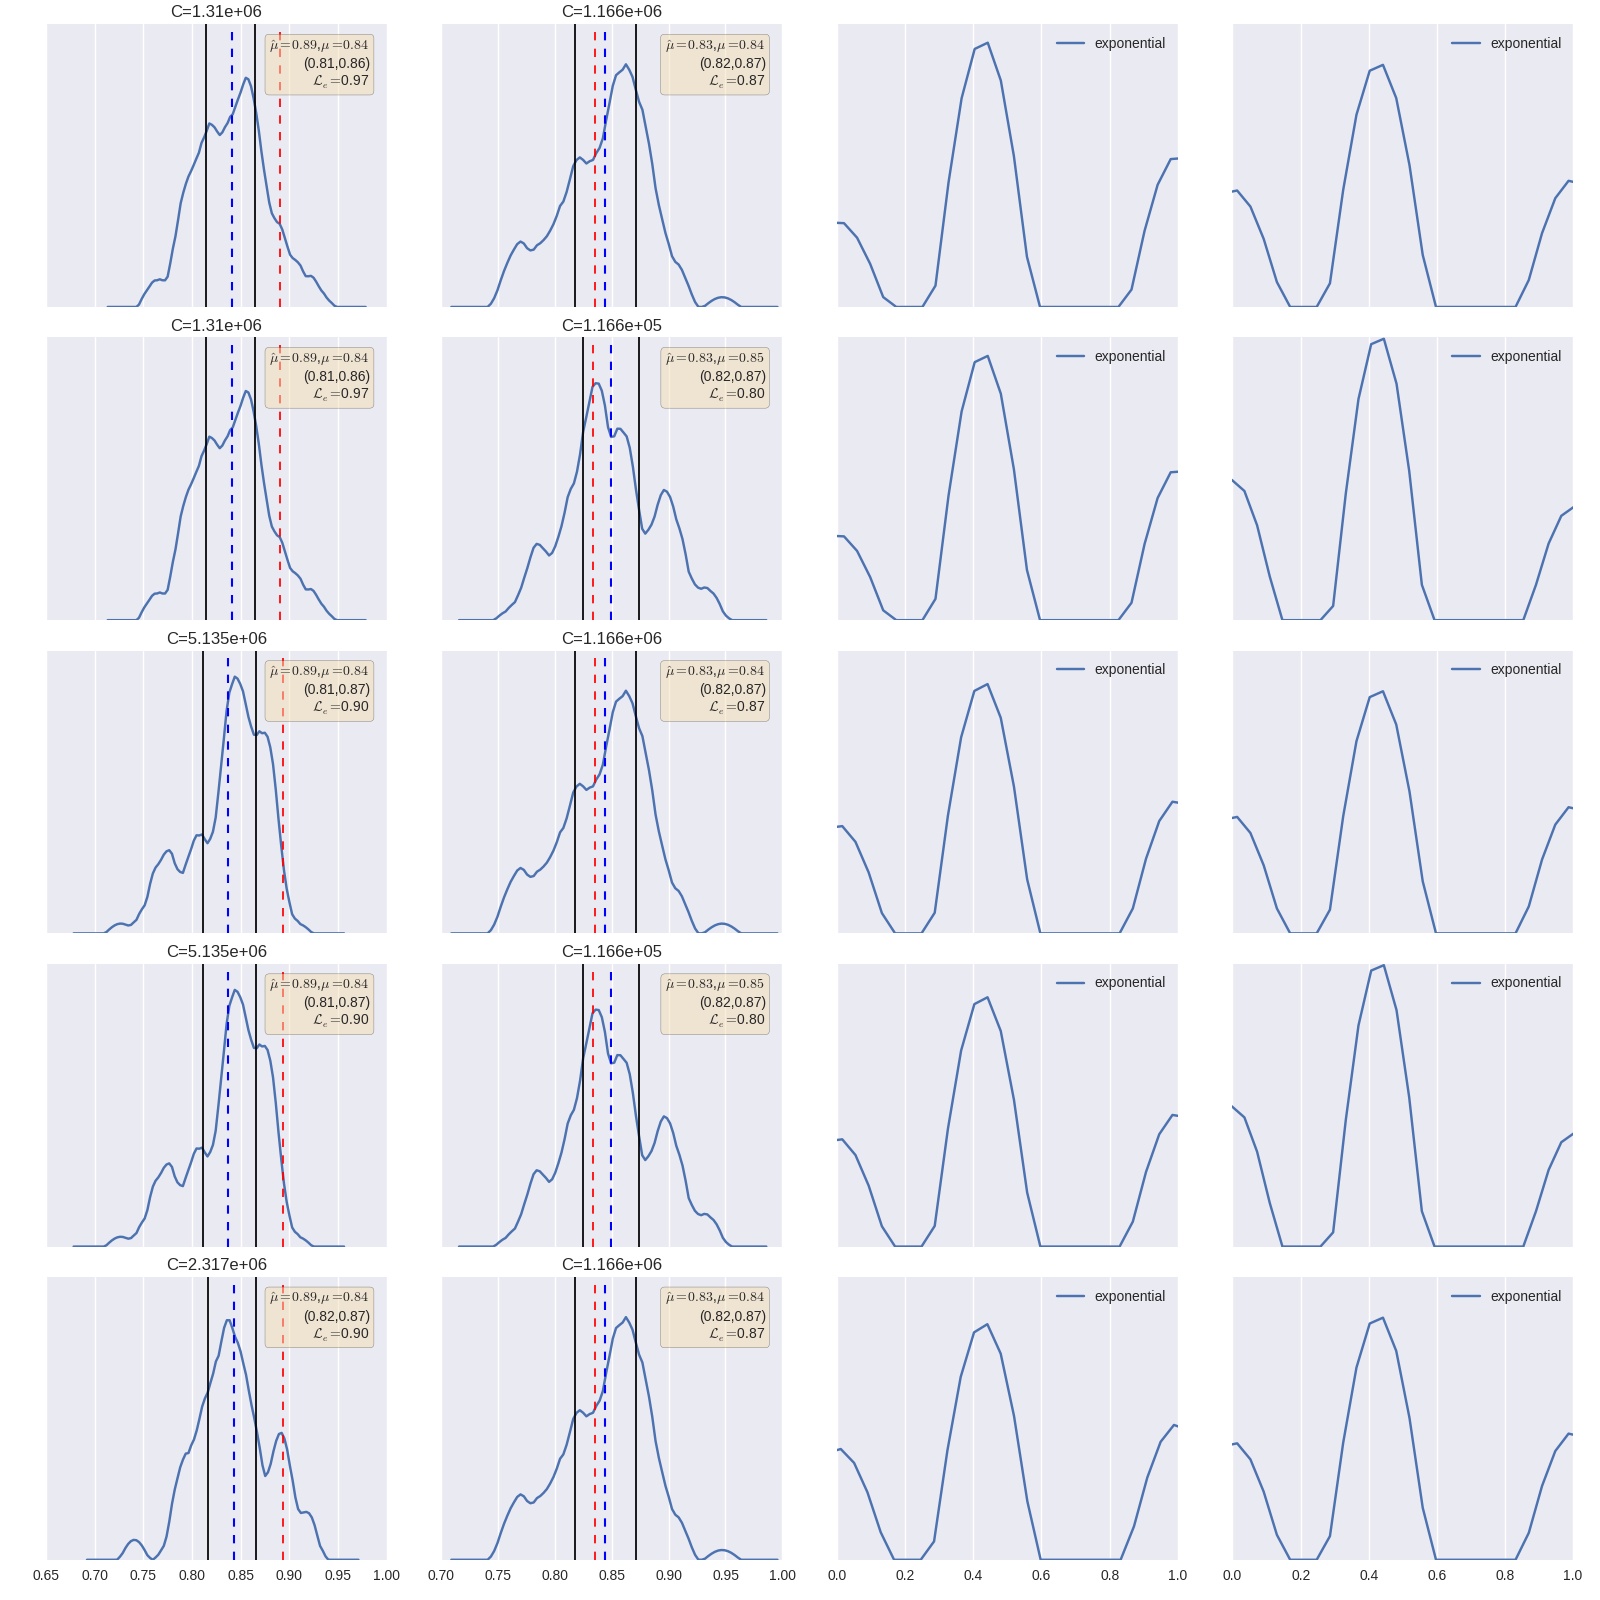 C=1.31e+06
C=1.166e+06
μ̂=0.89,μ=0.84
(0.81,0.86)
ℒₑ=0.97
μ̂=0.83,μ=0.84
(0.82,0.87)
ℒₑ=0.87
exponential
exponential
C=1.31e+06
C=1.166e+05
μ̂=0.89,μ=0.84
(0.81,0.86)
ℒₑ=0.97
μ̂=0.83,μ=0.85
(0.82,0.87)
ℒₑ=0.80
exponential
exponential
C=5.135e+06
C=1.166e+06
μ̂=0.89,μ=0.84
(0.81,0.87)
ℒₑ=0.90
μ̂=0.83,μ=0.84
(0.82,0.87)
ℒₑ=0.87
exponential
exponential
C=5.135e+06
C=1.166e+05
μ̂=0.89,μ=0.84
(0.81,0.87)
ℒₑ=0.90
μ̂=0.83,μ=0.85
(0.82,0.87)
ℒₑ=0.80
exponential
exponential
C=2.317e+06
C=1.166e+06
μ̂=0.89,μ=0.84
(0.82,0.87)
ℒₑ=0.90
μ̂=0.83,μ=0.84
(0.82,0.87)
ℒₑ=0.87
exponential
exponential
0.65 0.70 0.75 0.80 0.85 0.90 0.95 1.00
0.70 0.75 0.80 0.85 0.90 0.95 1.00
0.0 0.2 0.4 0.6 0.8 1.0
0.0 0.2 0.4 0.6 0.8 1.0